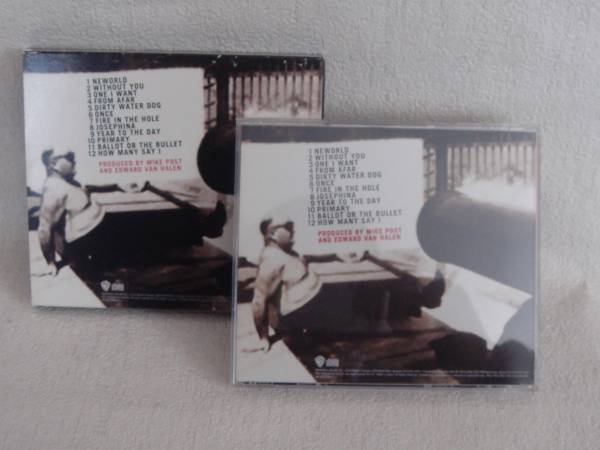 1 NEWORLD
2 WITHOUT YOU
3 ONE I WANT
4 FROM AFAR
5 DIRTY WATER DOG
6 ONCE
7 FIRE IN THE HOLE
8 JOSEPHINA
9 YEAR TO THE DAY
10 PRIMARY
11 BALLOT OR THE BULLET
12 HOW MANY SAY I
PRODUCED BY MIKE POST
AND EDWARD VAN HALEN
1 NEWORLD
2 WITHOUT YOU
3 ONE I WANT
4 FROM AFAR
5 DIRTY WATER DOG
6 ONCE
7 FIRE IN THE HOLE
8 JOSEPHINA
9 YEAR TO THE DAY
10 PRIMARY
11 BALLOT OR THE BULLET
12 HOW MANY SAY I
PRODUCED BY MIKE POST
AND EDWARD VAN HALEN